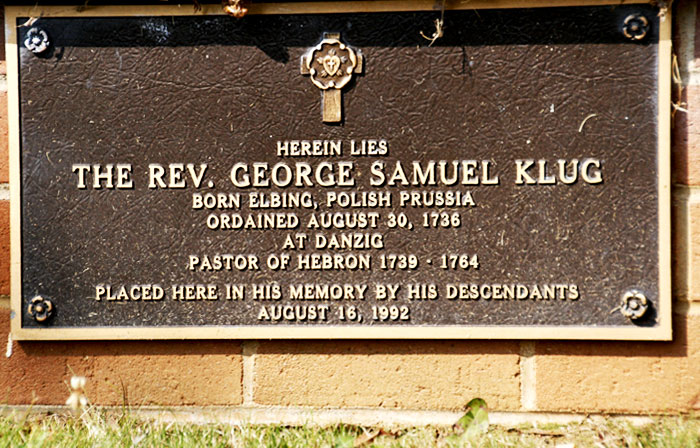 HEREIN LIES
THE REV. GEORGE SAMUEL KLUG
BORN ELBING, POLISH PRUSSIA
ORDAINED AUGUST 30, 1736
AT DANZIG
PASTOR OF HEBRON 1739 - 1764
PLACED HERE IN HIS MEMORY BY HIS DESCENDANTS
AUGUST 16, 1992